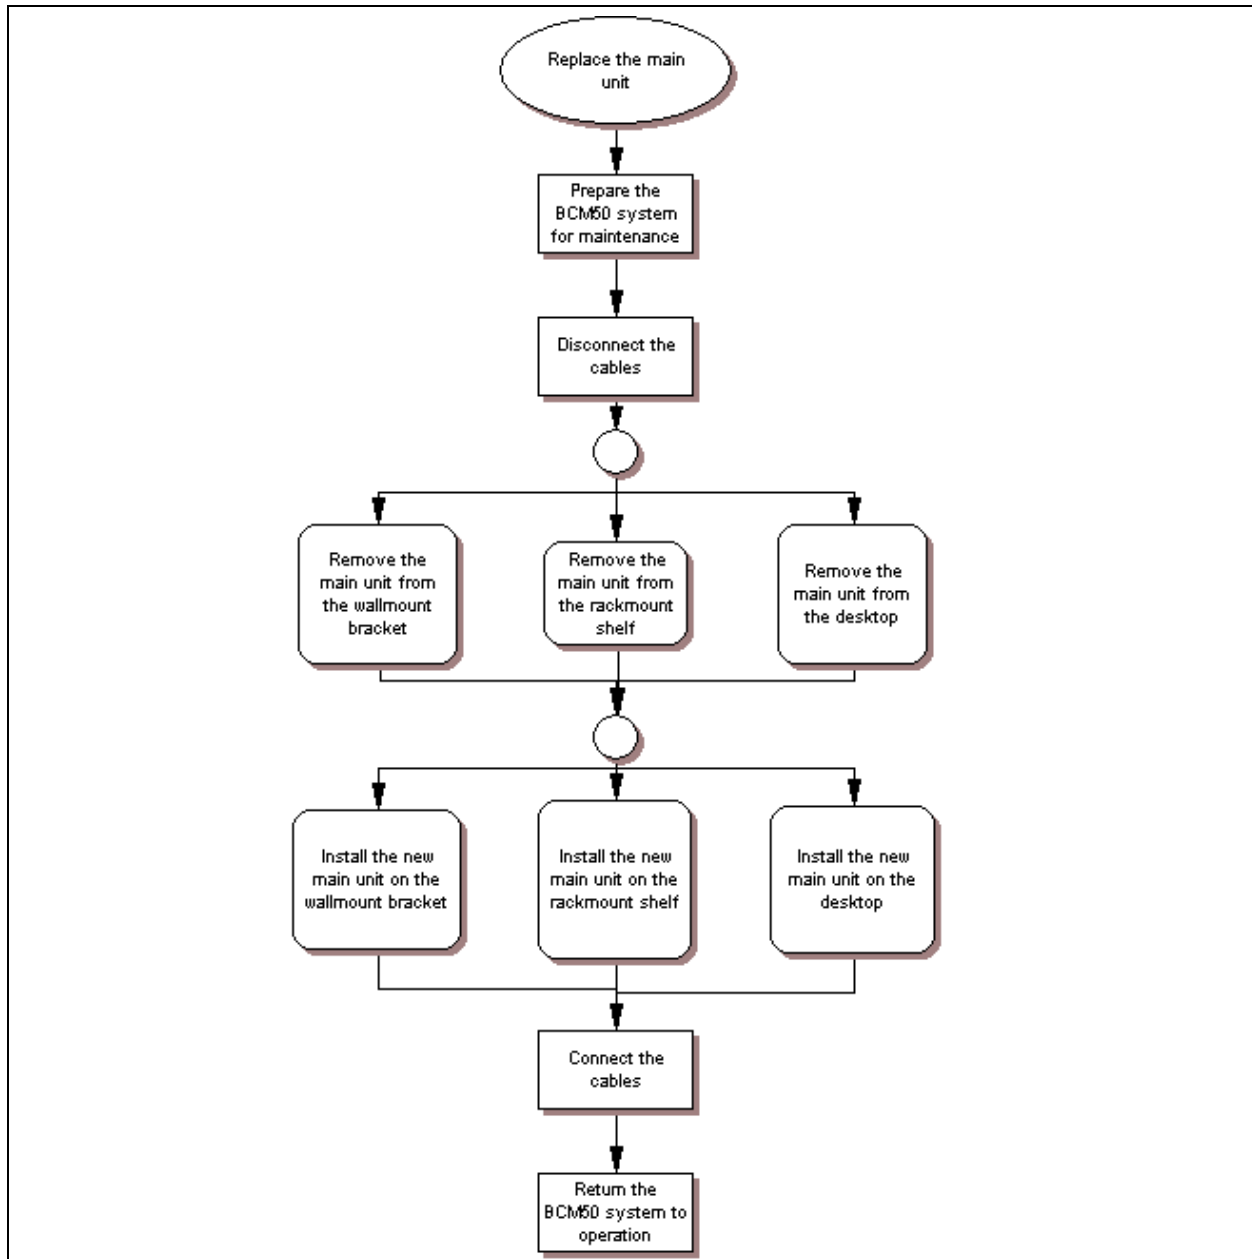 Replace the main
unit
Prepare the
BCM50 system
for maintenance
Disconnect the
cables
Remove the
main unit from
the wallmount
bracket
Remove the
main unit from
the rackmount
shelf
Remove the
main unit from
the desktop
Install the new
main unit on the
wallmount bracket
Install the new
main unit on the
rackmount shelf
Install the new
main unit on the
desktop
Connect the
cables
Return the
BCM50 system to
operation